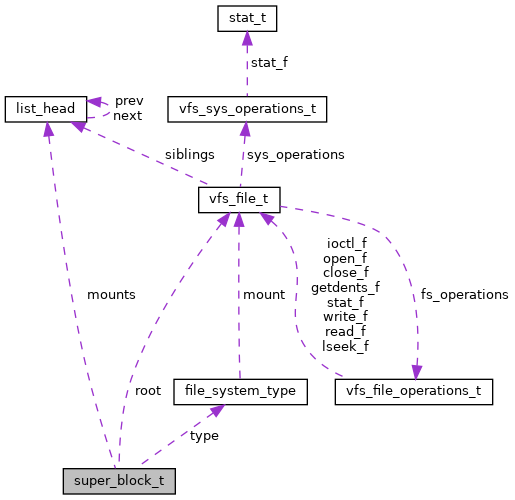 stat_t
stat_f
list_head
prev
next
vfs_sys_operations_t
siblings
sys_operations
vfs_file_t
mounts
ioctl_f
open_f
close_f
getdents_f
stat_f
write_f
read_f
lseek_f
mount
fs_operations
root
file_system_type
vfs_file_operations_t
type
super_block_t